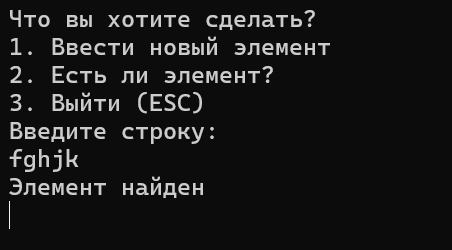 Что вы хотите сделать?
1. Ввести новый элемент
2. Есть ли элемент?
3. Выйти (ESC)
Введите строку:
fghjk
Элемент найден